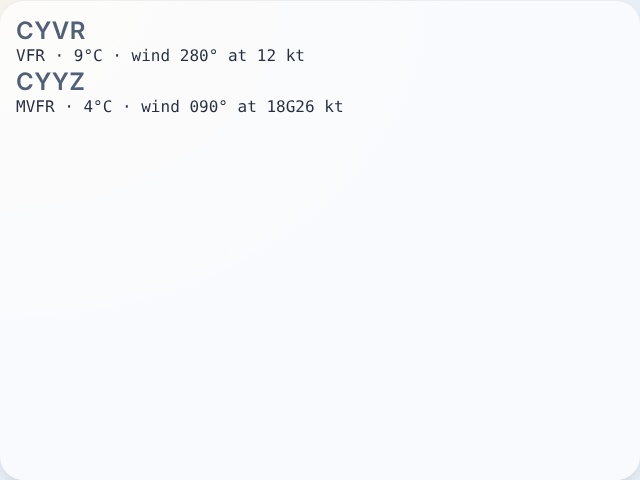 CYVR
VFR · 9°C · wind 280° at 12 kt
CYYZ
MVFR · 4°C · wind 090° at 18G26 kt